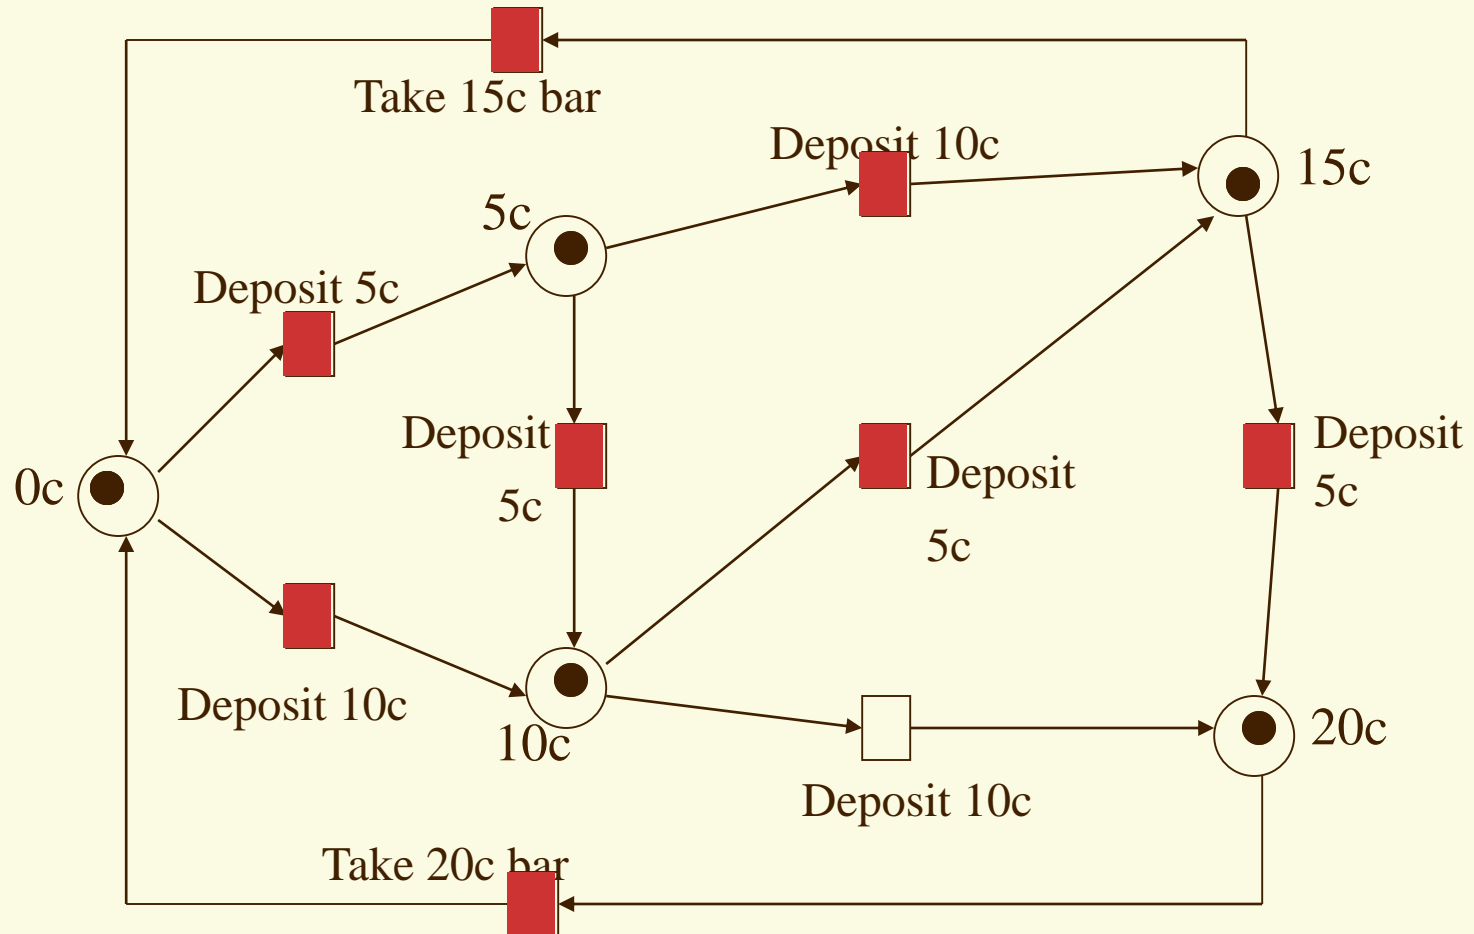 Take 15c bar
Deposit 10c
15c
5c
Deposit 5c
Deposit
5c
Deposit
5c
Deposit
5c
0c
Deposit 10c
10c
20c
Deposit 10c
Take 20c bar